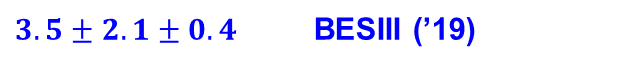 3.5 ± 2.1 ± 0.4 BESIII (’19)